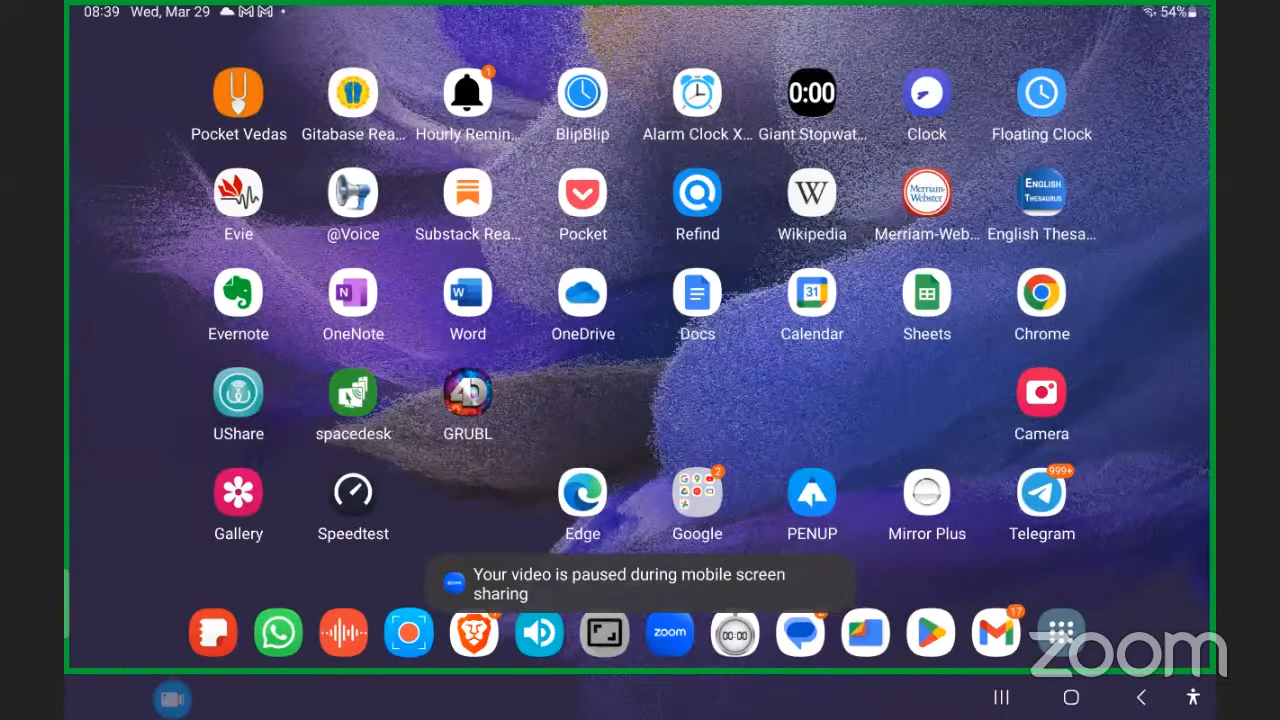 08:39 Wed, Mar 29
54%
1
0:00
Pocket Vedas Gitabase Rea... Hourly Remin... BlipBlip Alarm Clock X... Giant Stopwat... Clock Floating Clock
W Merriam-Webster ENGLISH THESAURUS
Evie @Voice Substack Rea... Pocket Refind Wikipedia Merriam-Web... English Thesa...
N W 31
Evernote OneNote Word OneDrive Docs Calendar Sheets Chrome
4D
UShare spacedesk GRUBL Camera
2 999+
Gallery Speedtest Edge Google PENUP Mirror Plus Telegram
zoom Your video is paused during mobile screen
sharing
zoom 00:00 17
zoom